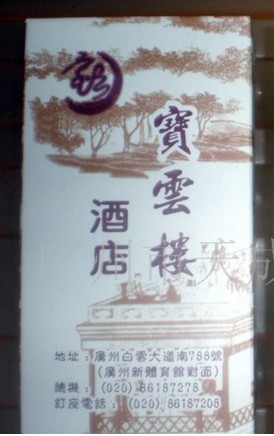 寶雲樓
酒店
地址：廣州白雲大道南788號
（廣州新體育館對面）
總機：(020) 86187278
訂座電話：(020) 86187208